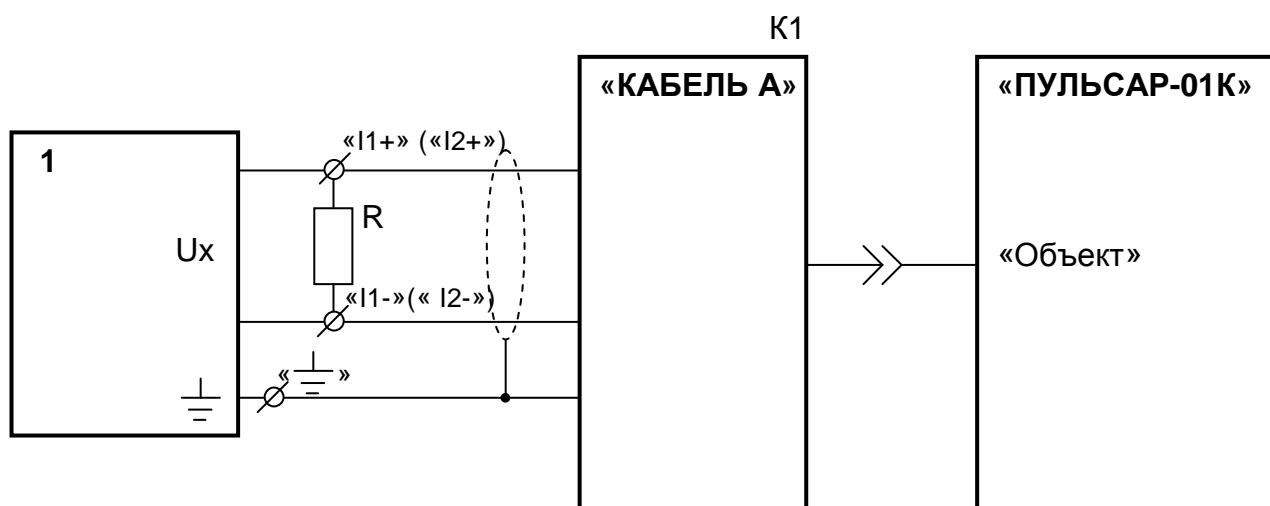 К1
«КАБЕЛЬ А»
«ПУЛЬСАР-01К»
«I1+» («I2+»)
1
R
Ux
«Объект»
«I1-»(« I2-»)
« »